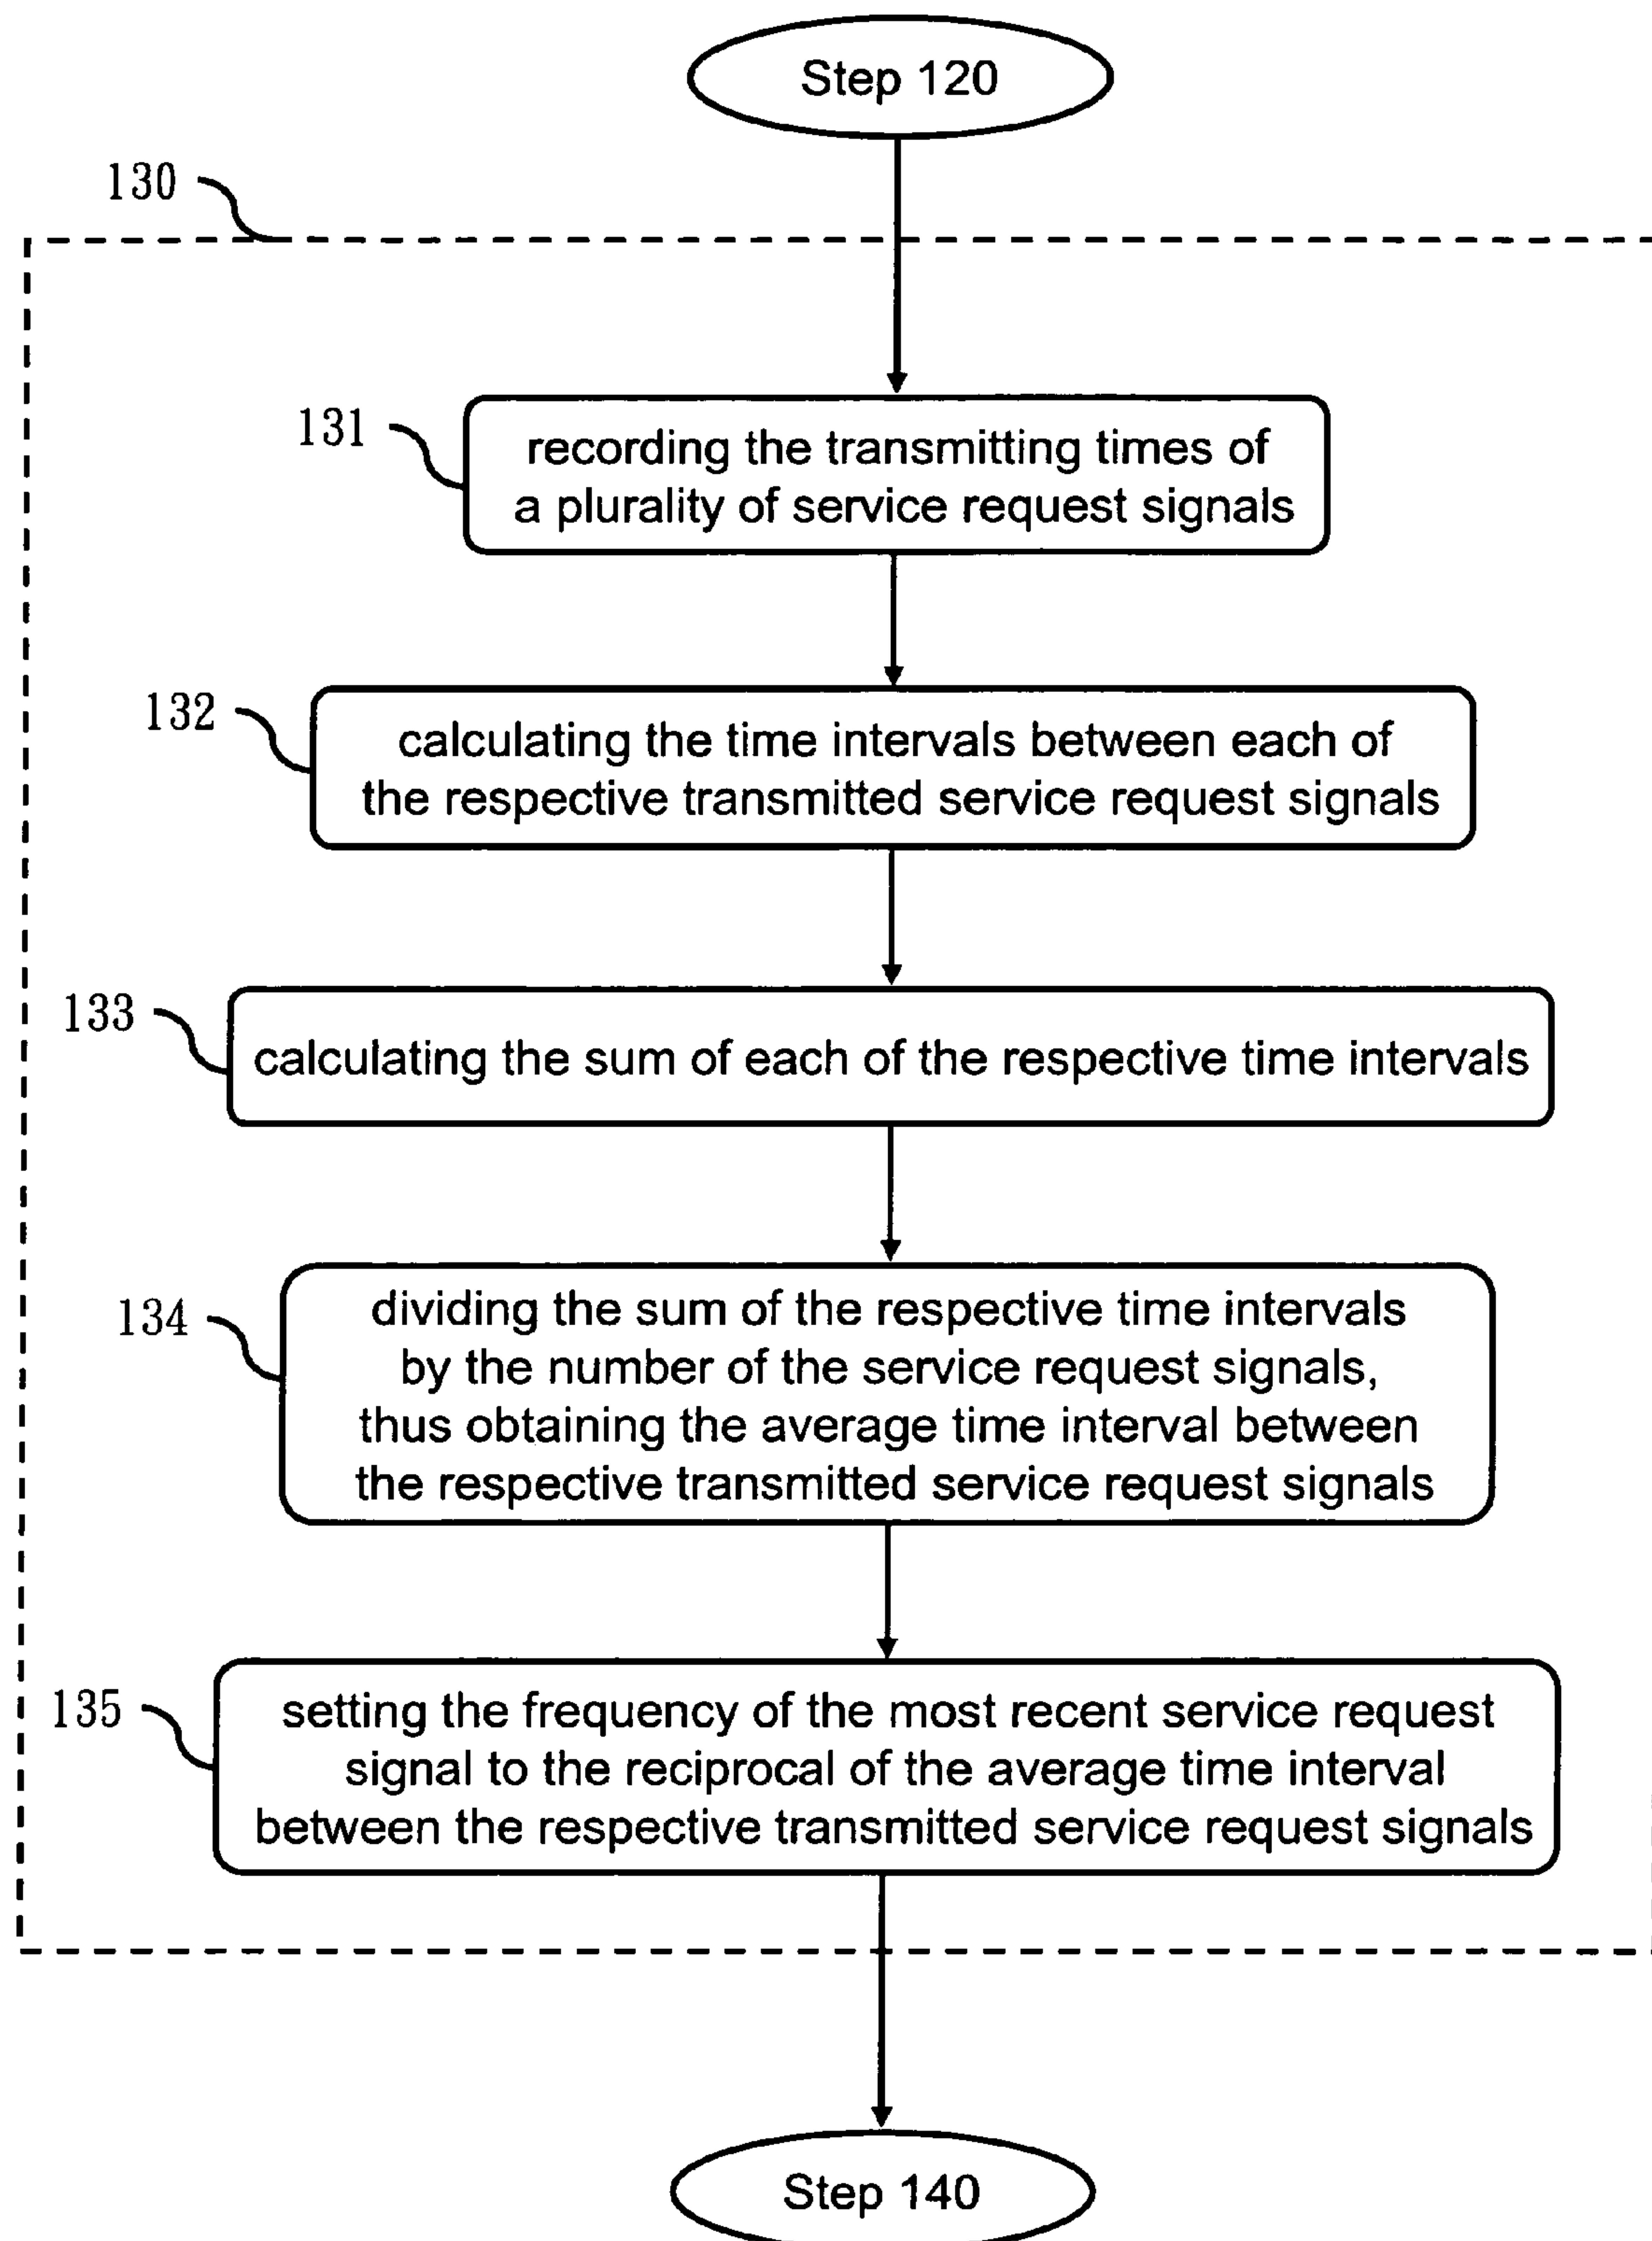 Step 120
130
131
recording the transmitting times of
a plurality of service request signals
132
calculating the time intervals between each of
the respective transmitted service request signals
133
calculating the sum of each of the respective time intervals
134
dividing the sum of the respective time intervals
by the number of the service request signals,
thus obtaining the average time interval between
the respective transmitted service request signals
135
setting the frequency of the most recent service request
signal to the reciprocal of the average time interval
between the respective transmitted service request signals
Step 140